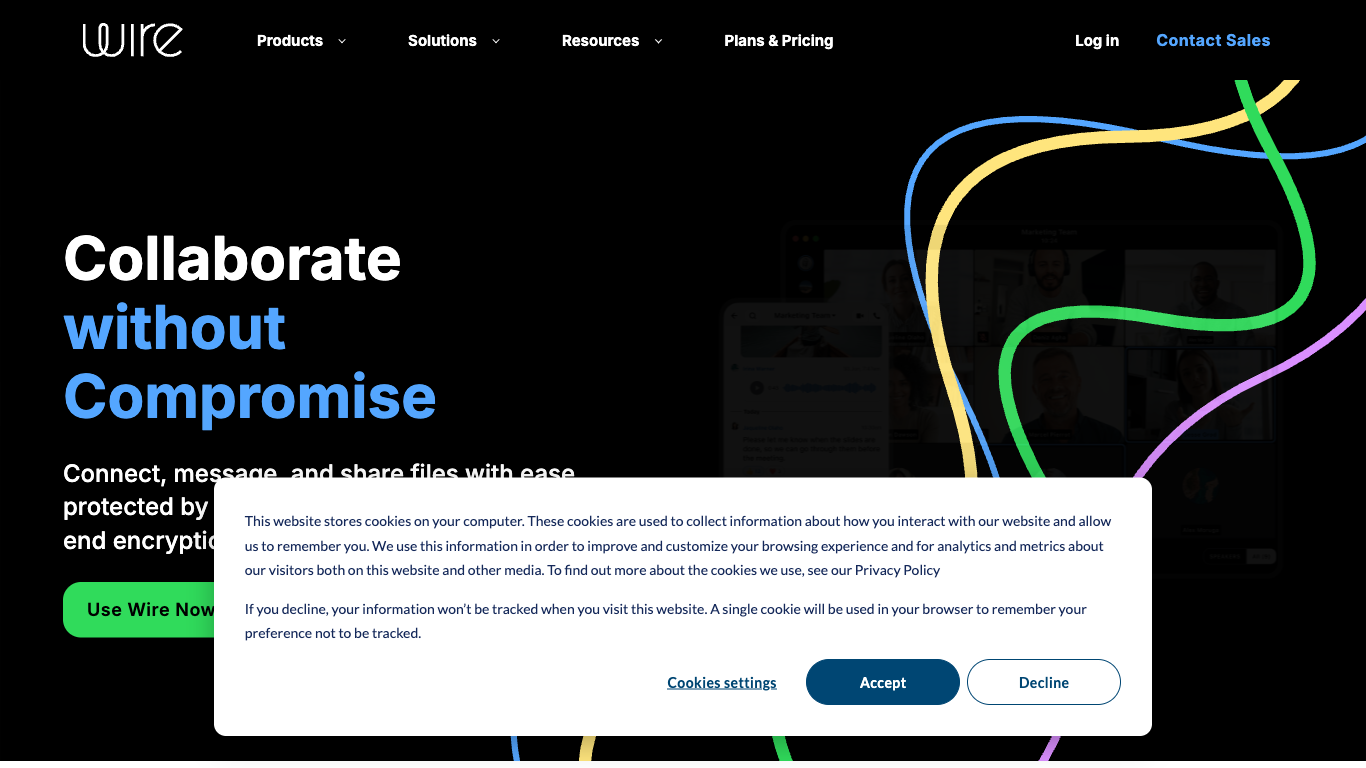 wire
Products
Solutions
Resources
Plans & Pricing
Log in
Contact Sales
Collaborate
without
Compromise
Connect, message, and share files with ease
protected by
end encryptio
Use Wire Now
Marketing Team
Marketing Team
This website stores cookies on your computer. These cookies are used to collect information about how you interact with our website and allow
us to remember you. We use this information in order to improve and customize your browsing experience and for analytics and metrics about
our visitors both on this website and other media. To find out more about the cookies we use, see our Privacy Policy
If you decline, your information won't be tracked when you visit this website. A single cookie will be used in your browser to remember your
preference not to be tracked.
Cookies settings
Accept
Decline